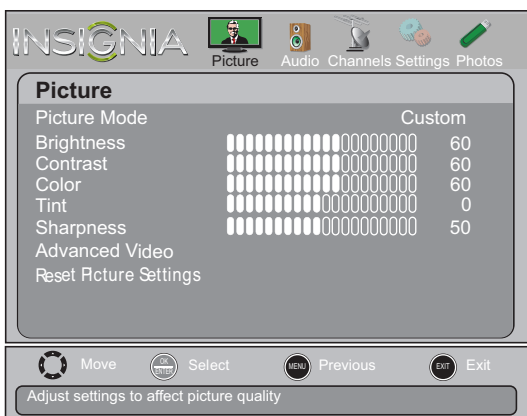 INSIGNIA
Picture Audio Channels Settings Photos
Picture
Picture Mode Custom
Brightness 60
Contrast 60
Color 60
Tint 0
Sharpness 50
Advanced Video
Reset Picture Settings
Move OK ENTER Select MENU Previous EXIT Exit
Adjust settings to affect picture quality